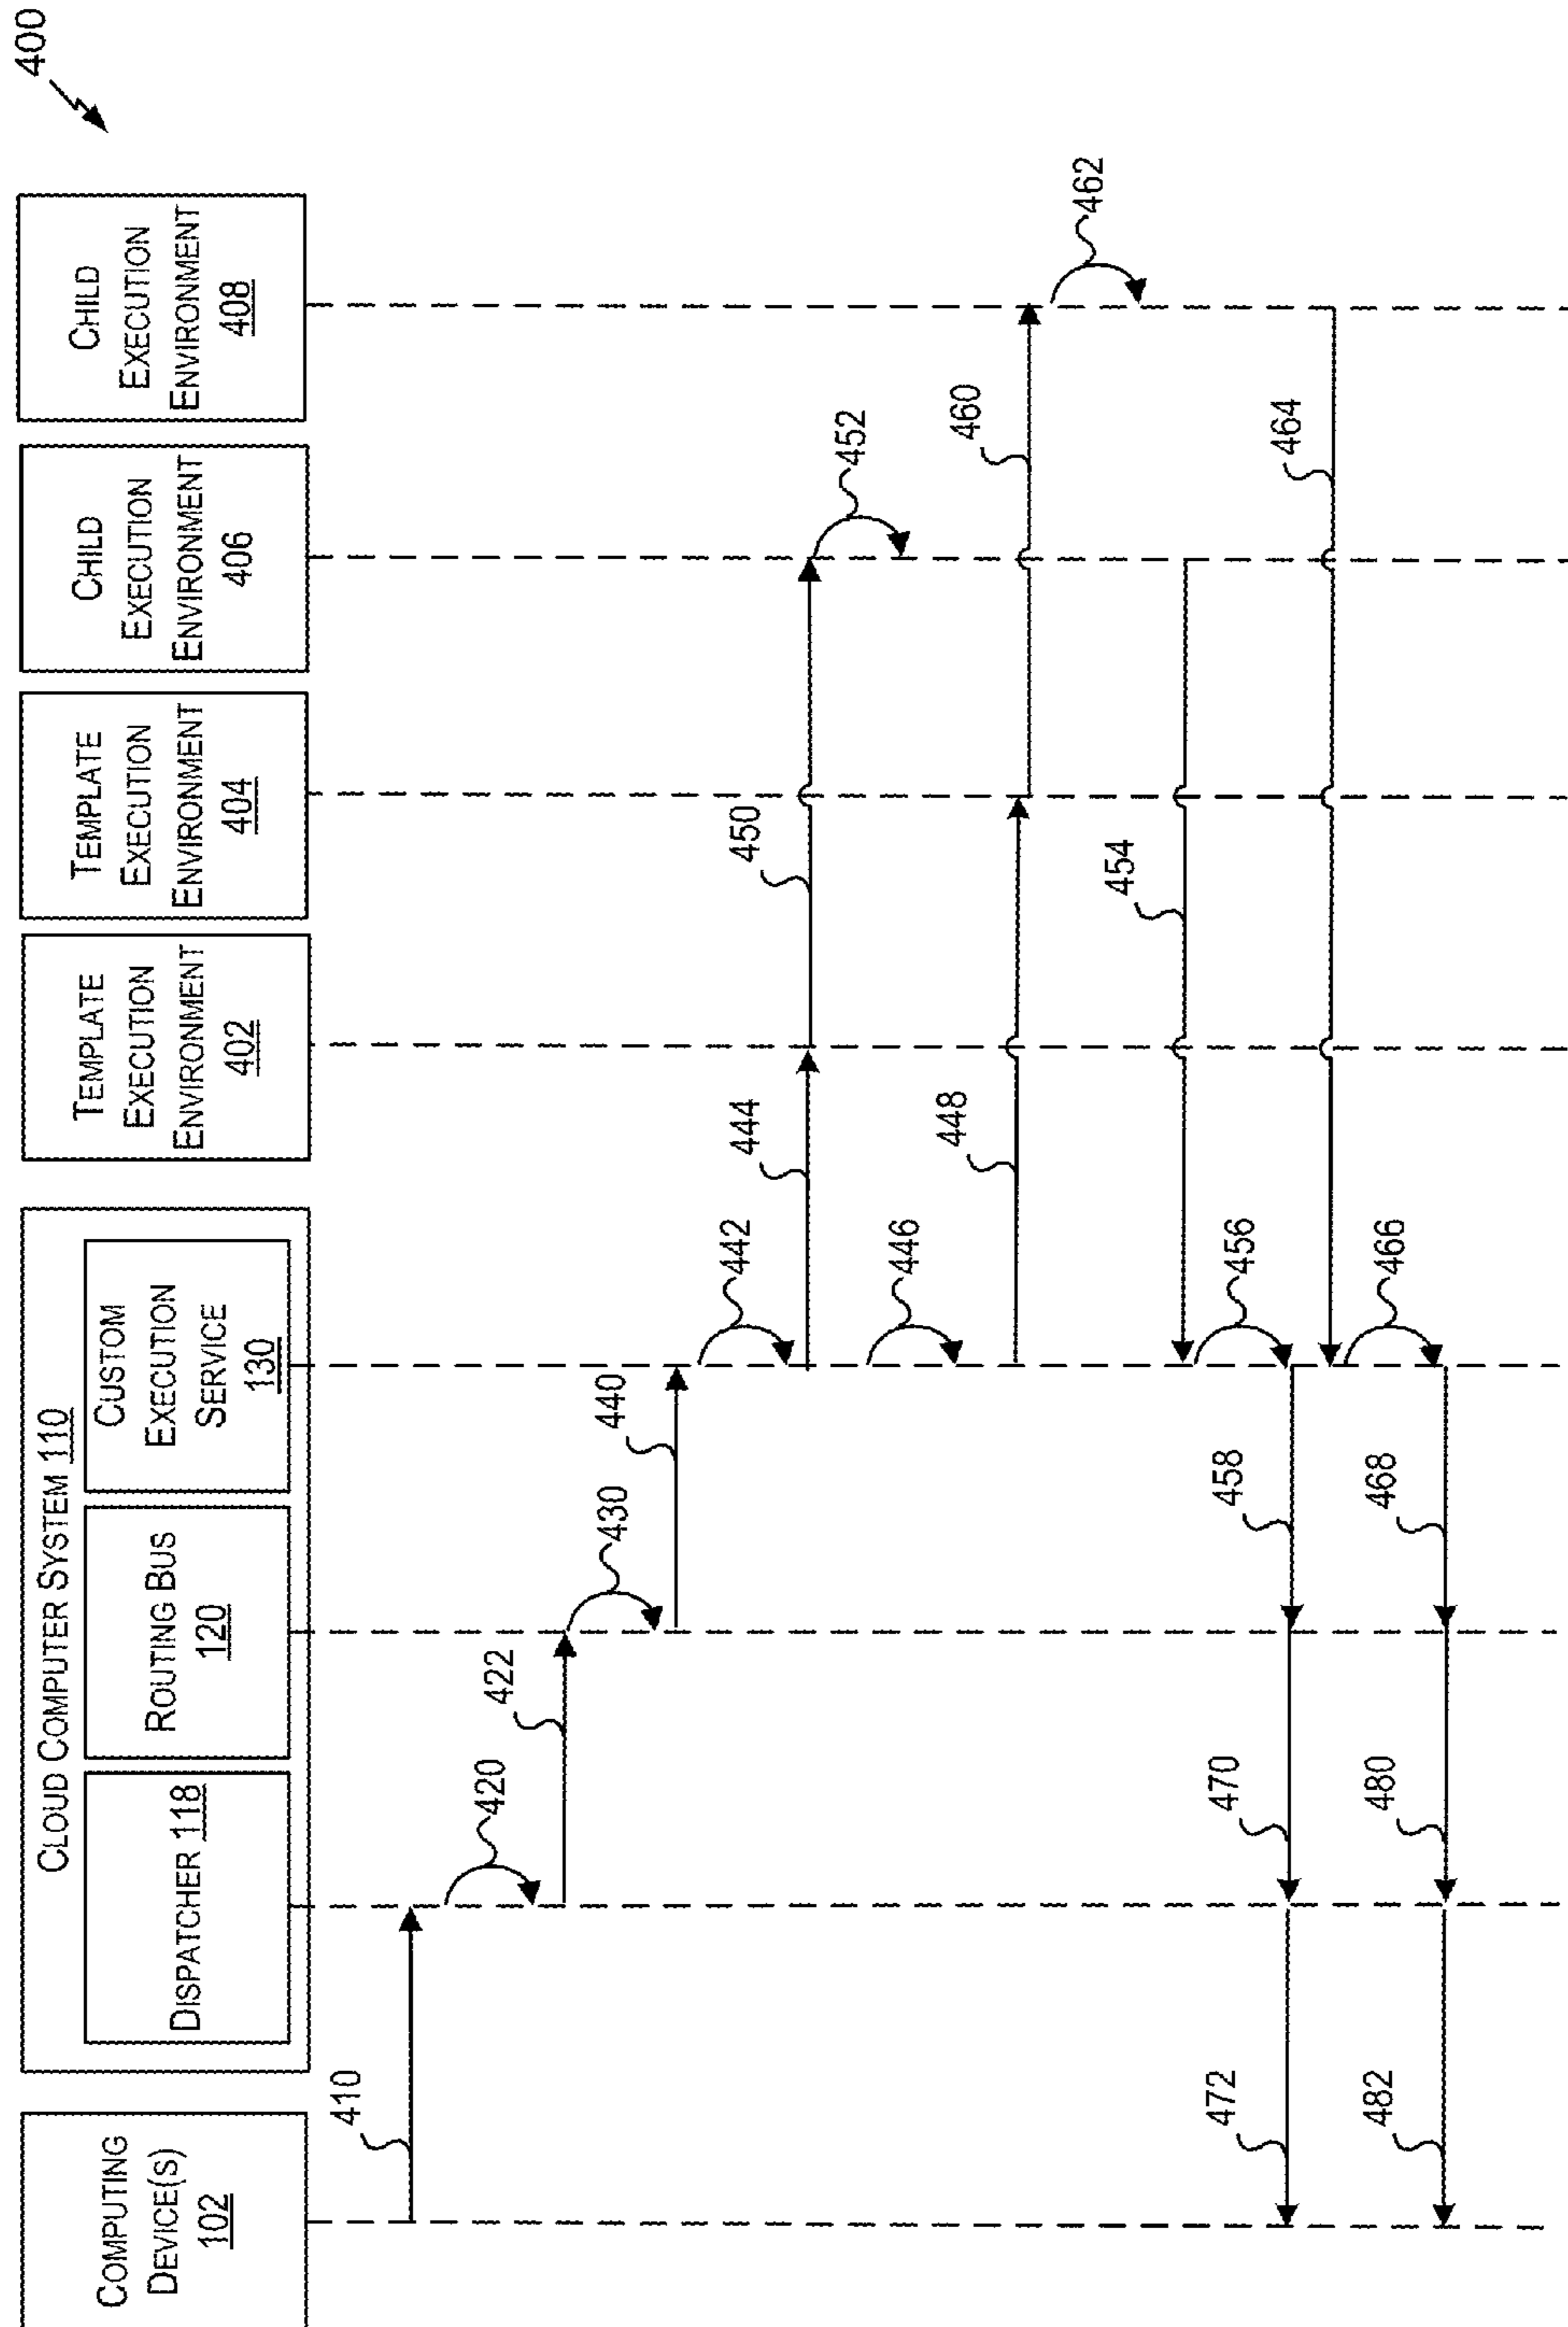 400
COMPUTING
DEVICE(S)
102
CLOUD COMPUTER SYSTEM 110
DISPATCHER 118
ROUTING BUS
120
CUSTOM
EXECUTION
SERVICE
130
TEMPLATE
EXECUTION
ENVIRONMENT
402
TEMPLATE
EXECUTION
ENVIRONMENT
404
CHILD
EXECUTION
ENVIRONMENT
406
CHILD
EXECUTION
ENVIRONMENT
408
410
420
422
430
440
442
444
450
452
446
448
460
462
454
456
458
470
472
464
466
468
480
482